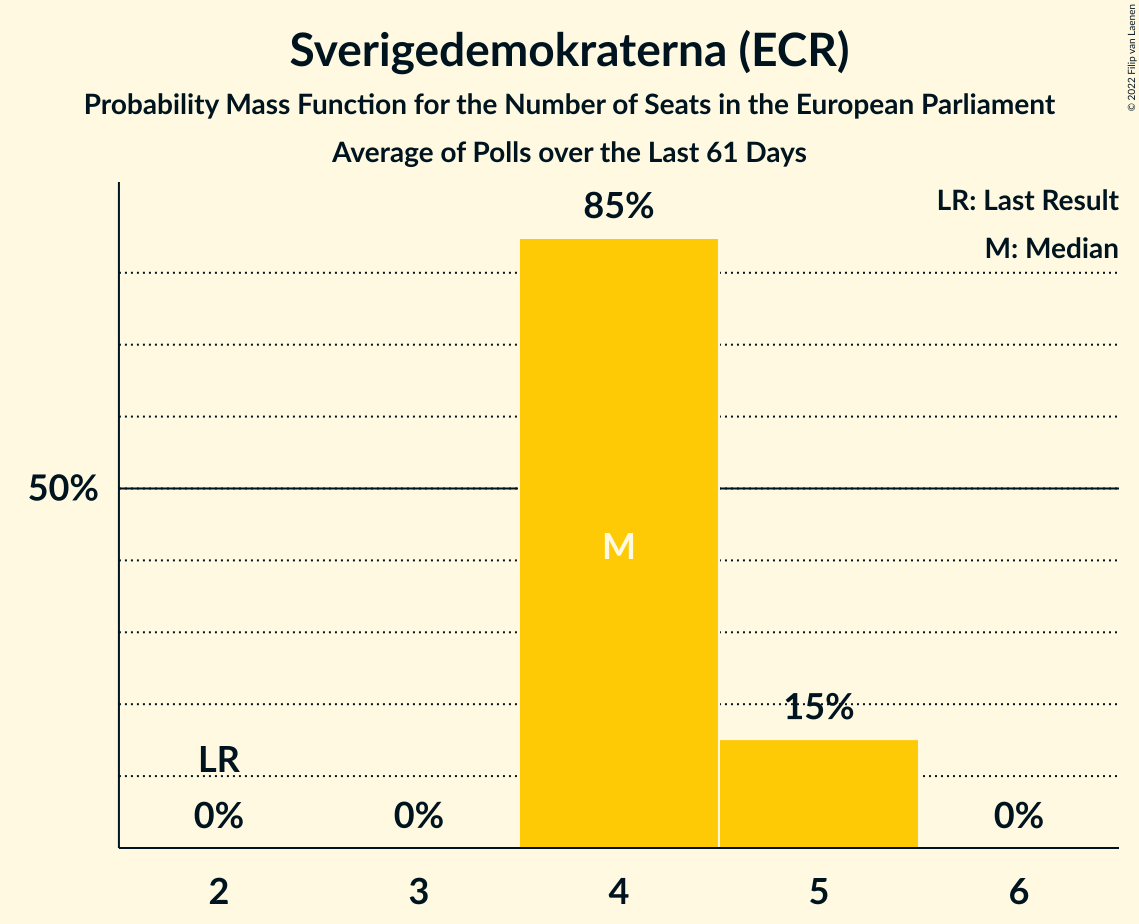 Sverigedemokraterna (ECR)
Probability Mass Function for the Number of Seats in the European Parliament
Average of Polls over the Last 61 Days
© 2022 Filip van Laenen
LR: Last Result
M: Median
85%
50%
M
15%
LR
0%
0%
0%
2
3
4
5
6